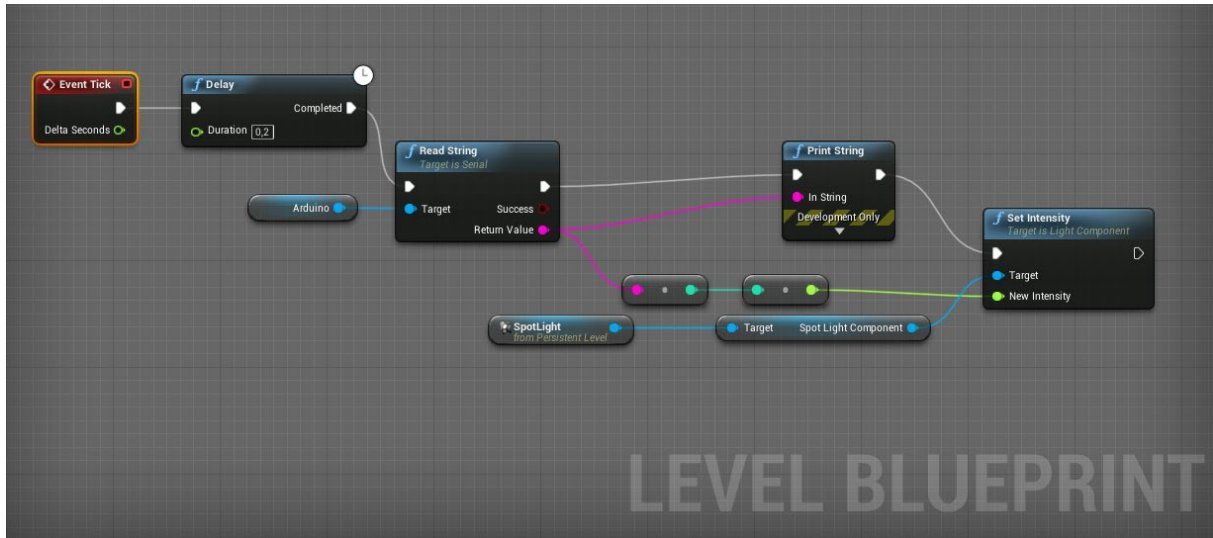 Event Tick
Delta Seconds
Delay
Completed
Duration 0,2
Arduino
Read String
Target is Serial
Target
Success
Return Value
Print String
In String
Development Only
SpotLight
from Persistent Level
Target Spot Light Component
Set Intensity
Target is Light Component
Target
New Intensity
LEVEL BLUEPRINT